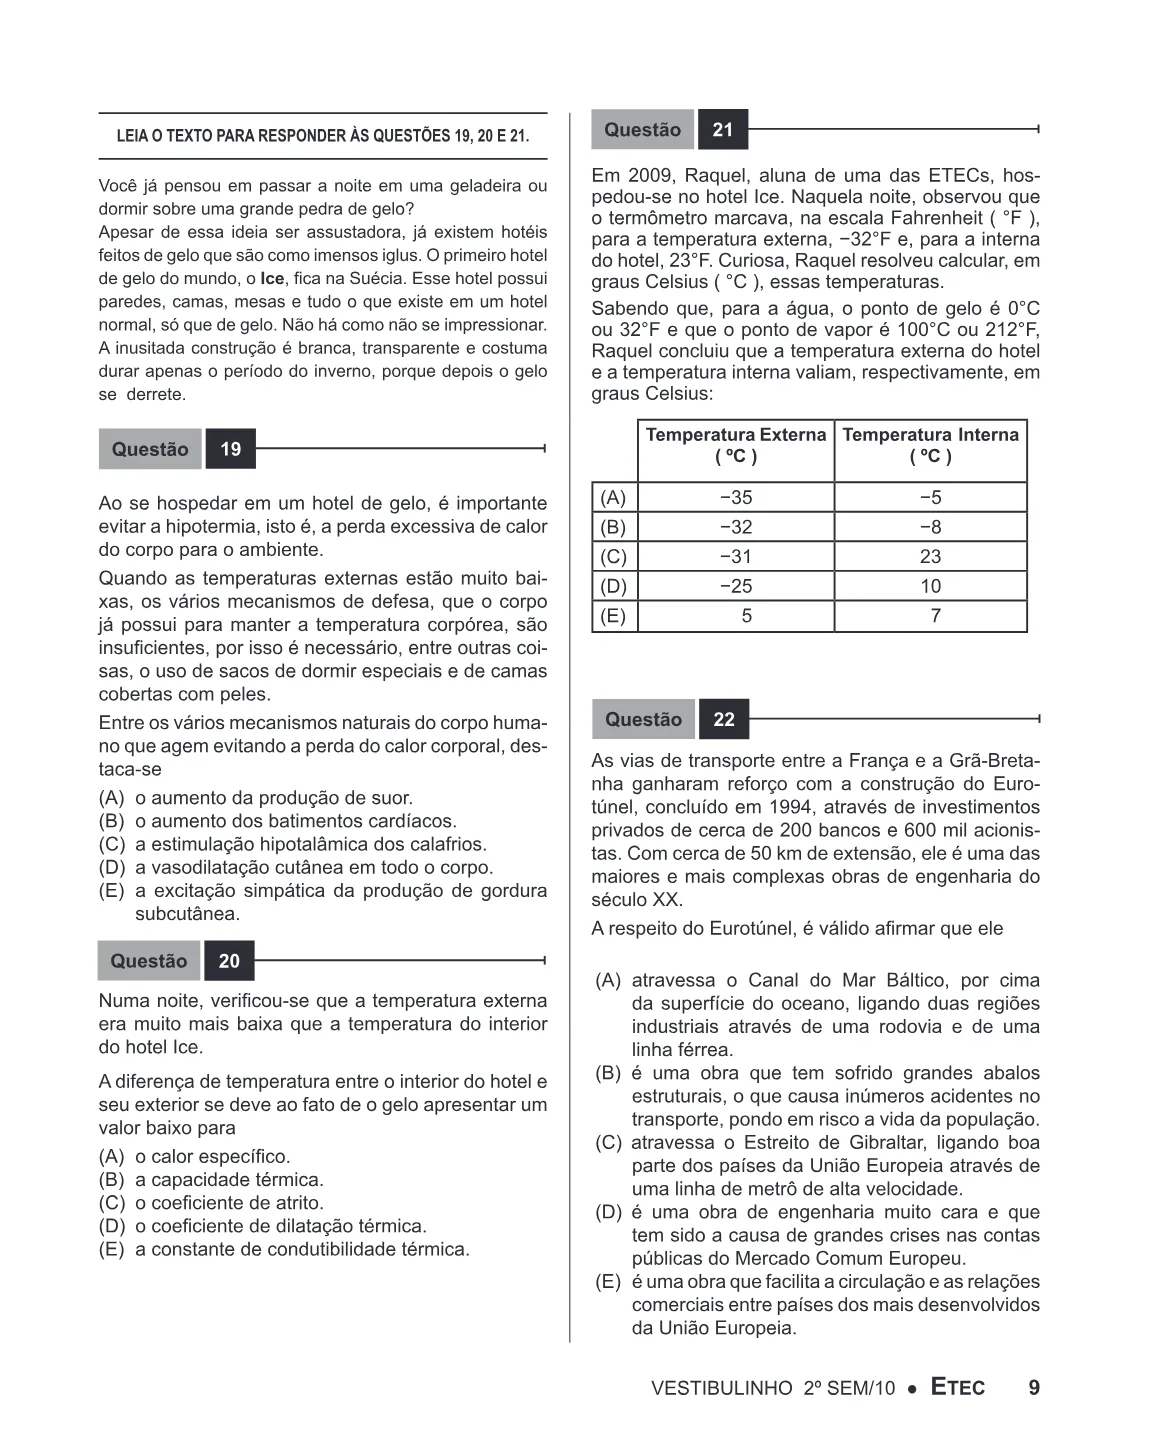 LEIA O TEXTO PARA RESPONDER ÀS QUESTÕES 19, 20 E 21.
Você já pensou em passar a noite em uma geladeira ou
dormir sobre uma grande pedra de gelo?
Apesar de essa ideia ser assustadora, já existem hotéis
feitos de gelo que são como imensos iglus. O primeiro hotel
de gelo do mundo, o Ice, fica na Suécia. Esse hotel possui
paredes, camas, mesas e tudo o que existe em um hotel
normal, só que de gelo. Não há como não se impressionar.
A inusitada construção é branca, transparente e costuma
durar apenas o período do inverno, porque depois o gelo
se derrete.
Questão 19
Ao se hospedar em um hotel de gelo, é importante
evitar a hipotermia, isto é, a perda excessiva de calor
do corpo para o ambiente.
Quando as temperaturas externas estão muito bai-
xas, os vários mecanismos de defesa, que o corpo
já possui para manter a temperatura corpórea, são
insuficientes, por isso é necessário, entre outras coi-
sas, o uso de sacos de dormir especiais e de camas
cobertas com peles.
Entre os vários mecanismos naturais do corpo huma-
no que agem evitando a perda do calor corporal, des-
taca-se
(A) o aumento da produção de suor.
(B) o aumento dos batimentos cardíacos.
(C) a estimulação hipotalâmica dos calafrios.
(D) a vasodilatação cutânea em todo o corpo.
(E) a excitação simpática da produção de gordura
subcutânea.
Questão 20
Numa noite, verificou-se que a temperatura externa
era muito mais baixa que a temperatura do interior
do hotel Ice.
A diferença de temperatura entre o interior do hotel e
seu exterior se deve ao fato de o gelo apresentar um
valor baixo para
(A) o calor específico.
(B) a capacidade térmica.
(C) o coeficiente de atrito.
(D) o coeficiente de dilatação térmica.
(E) a constante de condutibilidade térmica.
Questão 21
Em 2009, Raquel, aluna de uma das ETECs, hos-
pedou-se no hotel Ice. Naquela noite, observou que
o termômetro marcava, na escala Fahrenheit ( °F ),
para a temperatura externa, −32°F e, para a interna
do hotel, 23°F. Curiosa, Raquel resolveu calcular, em
graus Celsius ( °C ), essas temperaturas.
Sabendo que, para a água, o ponto de gelo é 0°C
ou 32°F e que o ponto de vapor é 100°C ou 212°F,
Raquel concluiu que a temperatura externa do hotel
e a temperatura interna valiam, respectivamente, em
graus Celsius:
Temperatura Externa Temperatura Interna
( ºC ) ( ºC )
(A) −35 −5
(B) −32 −8
(C) −31 23
(D) −25 10
(E) 5 7
Questão 22
As vias de transporte entre a França e a Grã-Breta-
nha ganharam reforço com a construção do Euro-
túnel, concluído em 1994, através de investimentos
privados de cerca de 200 bancos e 600 mil acionis-
tas. Com cerca de 50 km de extensão, ele é uma das
maiores e mais complexas obras de engenharia do
século XX.
A respeito do Eurotúnel, é válido afirmar que ele
(A) atravessa o Canal do Mar Báltico, por cima
da superfície do oceano, ligando duas regiões
industriais através de uma rodovia e de uma
linha férrea.
(B) é uma obra que tem sofrido grandes abalos
estruturais, o que causa inúmeros acidentes no
transporte, pondo em risco a vida da população.
(C) atravessa o Estreito de Gibraltar, ligando boa
parte dos países da União Europeia através de
uma linha de metrô de alta velocidade.
(D) é uma obra de engenharia muito cara e que
tem sido a causa de grandes crises nas contas
públicas do Mercado Comum Europeu.
(E) é uma obra que facilita a circulação e as relações
comerciais entre países dos mais desenvolvidos
da União Europeia.
VESTIBULINHO 2º SEM/10 ● ETEC 9